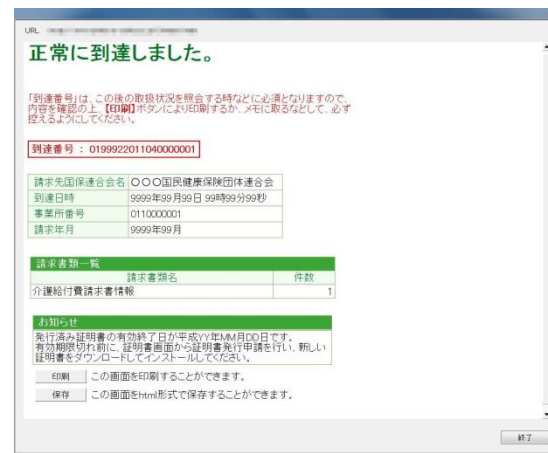 URL
正常に到達しました。
「到達番号」は、この後の取扱状況を照会する時などに必須となりますので、
内容を確認の上、【印刷】ボタンにより印刷するか、メモに取るなどして、必ず
控えるようにしてください。
到達番号 : 0199922011040000001
請求先国保連合会名 〇〇〇国民健康保険団体連合会
到達日時 9999年99月99日 99時99分99秒
事業所番号 0110000001
請求年月 9999年99月
請求書類一覧
請求書類名 件数
介護給付費請求書情報 1
お知らせ
発行済み証明書の有効終了日が平成YY年MM月DD日です。
有効期限切れ前に、証明書画面から証明書発行申請を行い、新しい
証明書をダウンロードしてインストールしてください。
印刷 この画面を印刷することができます。
保存 この画面をhtml形式で保存することができます。
終了